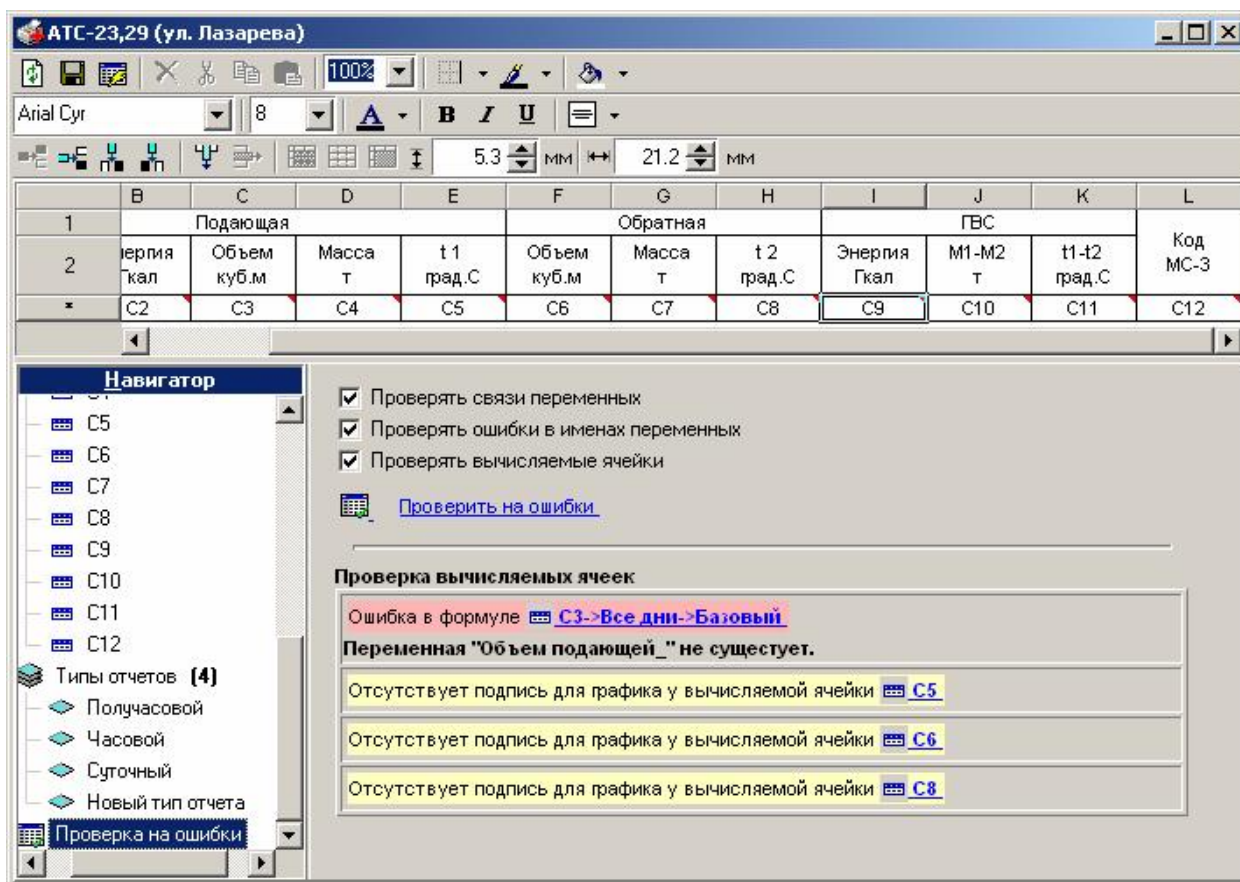 АТС-23,29 (ул. Лазарева)
100%
Arial Cyr 8 А B I U
5.3 мм 21.2 мм
B C D E F G H I J K L
1 Подающая Обратная ГВС Код МС-3
2 Объем куб.м Масса т t 1 град.С Объем куб.м Масса т t 2 град.С Энергия Гкал М1-М2 т t1-t2 град.С
* C2 C3 C4 C5 C6 C7 C8 C9 C10 C11 C12
Навигатор
C5
C6
C7
C8
C9
C10
C11
C12
Типы отчетов (4)
Получасовой
Часовой
Суточный
Новый тип отчета
Проверка на ошибки
Проверять связи переменных
Проверять ошибки в именах переменных
Проверять вычисляемые ячейки
Проверить на ошибки
Проверка вычисляемых ячеек
Ошибка в формуле C3->Все дни->Базовый
Переменная "Объем подающей_" не сущестует.
Отсутствует подпись для графика у вычисляемой ячейки C5
Отсутствует подпись для графика у вычисляемой ячейки C6
Отсутствует подпись для графика у вычисляемой ячейки C8